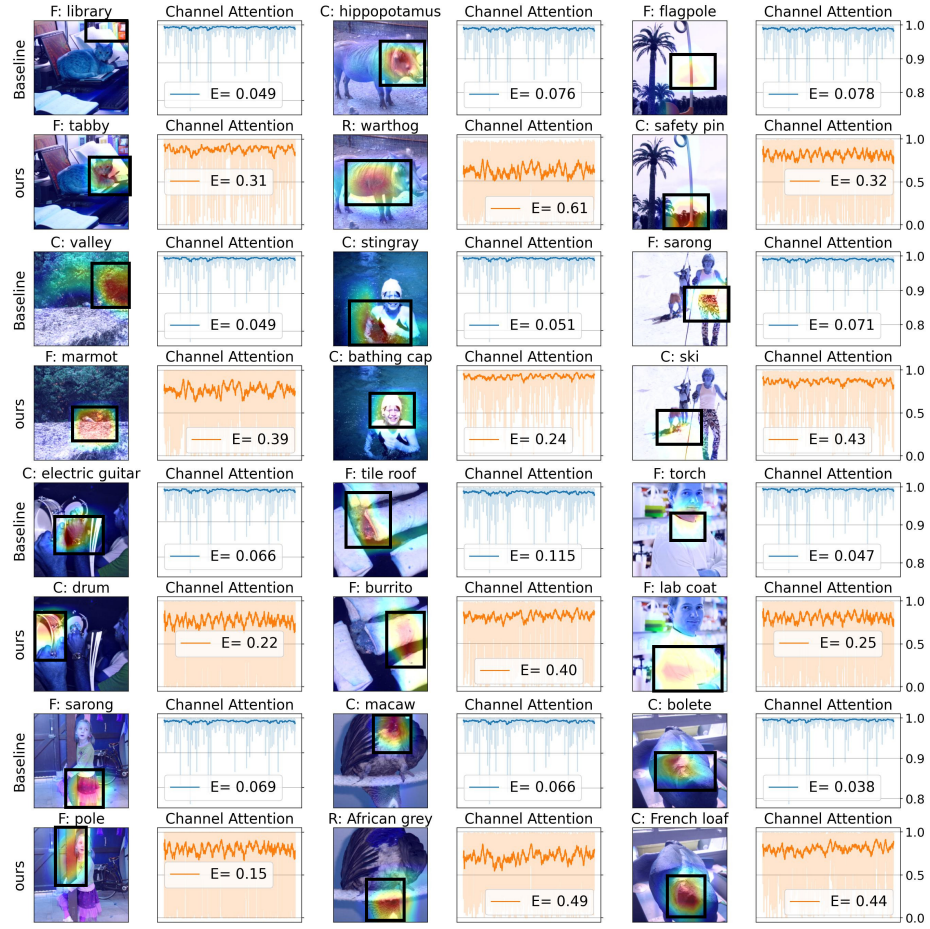 F: library Channel Attention C: hippopotamus Channel Attention F: flagpole Channel Attention
Baseline E= 0.049 E= 0.076 E= 0.078 1.0 0.9 0.8
F: tabby Channel Attention R: warthog Channel Attention C: safety pin Channel Attention
ours E= 0.31 E= 0.61 E= 0.32 1.0 0.5 0.0
C: valley Channel Attention C: stingray Channel Attention F: sarong Channel Attention
Baseline E= 0.049 E= 0.051 E= 0.071 1.0 0.9 0.8
F: marmot Channel Attention C: bathing cap Channel Attention C: ski Channel Attention
ours E= 0.39 E= 0.24 E= 0.43 1.0 0.5 0.0
C: electric guitar Channel Attention F: tile roof Channel Attention F: torch Channel Attention
Baseline E= 0.066 E= 0.115 E= 0.047 1.0 0.9 0.8
C: drum Channel Attention F: burrito Channel Attention F: lab coat Channel Attention
ours E= 0.22 E= 0.40 E= 0.25 1.0 0.5 0.0
F: sarong Channel Attention C: macaw Channel Attention C: bolete Channel Attention
Baseline E= 0.069 E= 0.066 E= 0.038 1.0 0.9 0.8
F: pole Channel Attention R: African grey Channel Attention C: French loaf Channel Attention
ours E= 0.15 E= 0.49 E= 0.44 1.0 0.5 0.0